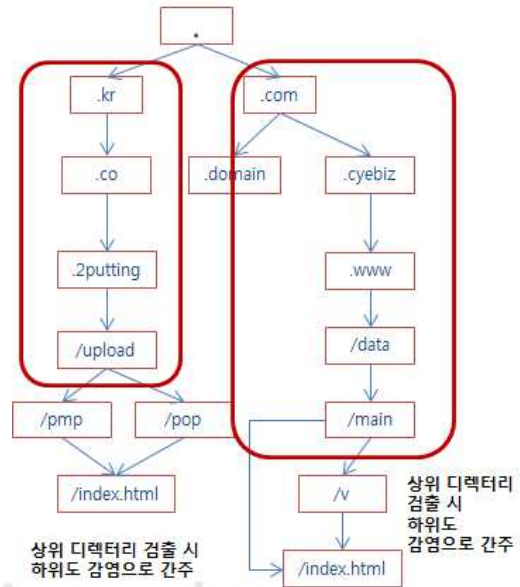 .
.kr
.com
.co
.domain
.cyebiz
.2putting
.www
/upload
/data
/pmp
/pop
/main
/index.html
/v
상위 디렉터리
검출 시
하위도
감염으로 간주
상위 디렉터리 검출 시
하위도 감염으로 간주
/index.html